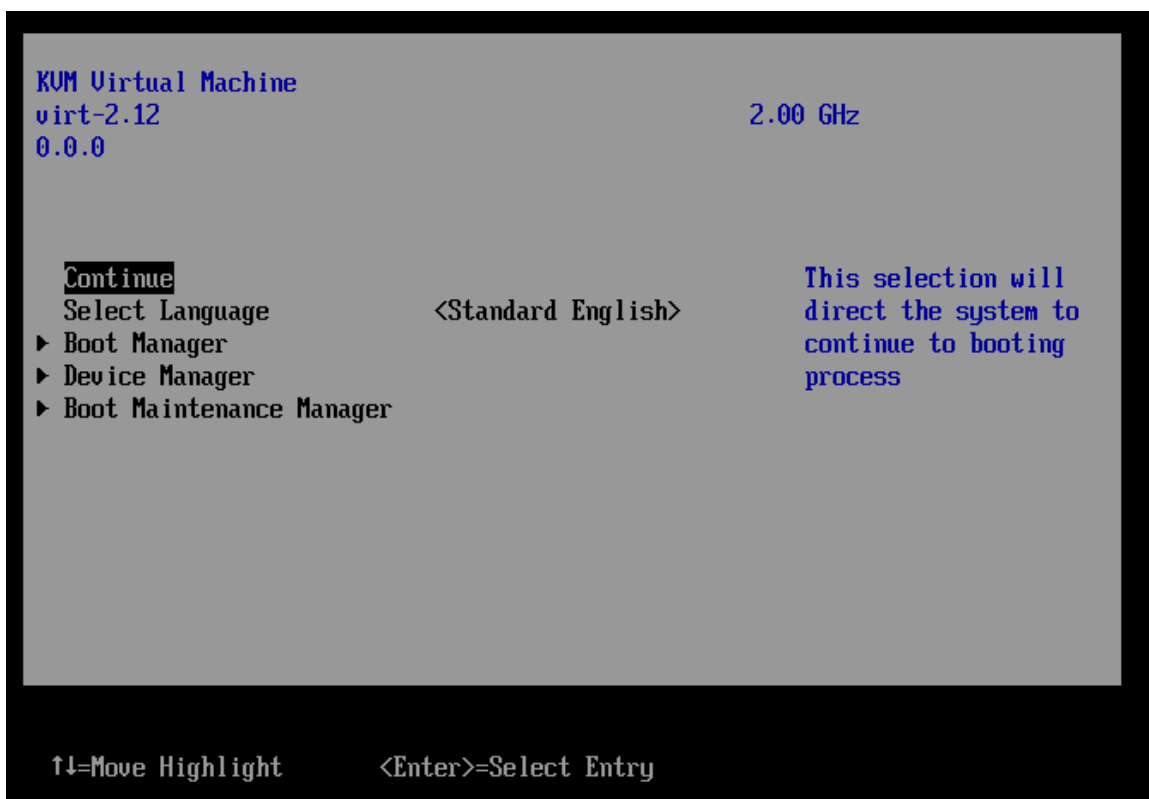 KVM Virtual Machine
virt-2.12 2.00 GHz
0.0.0
Continue This selection will
Select Language <Standard English> direct the system to
▶ Boot Manager continue to booting
▶ Device Manager process
▶ Boot Maintenance Manager
↑↓=Move Highlight <Enter>=Select Entry